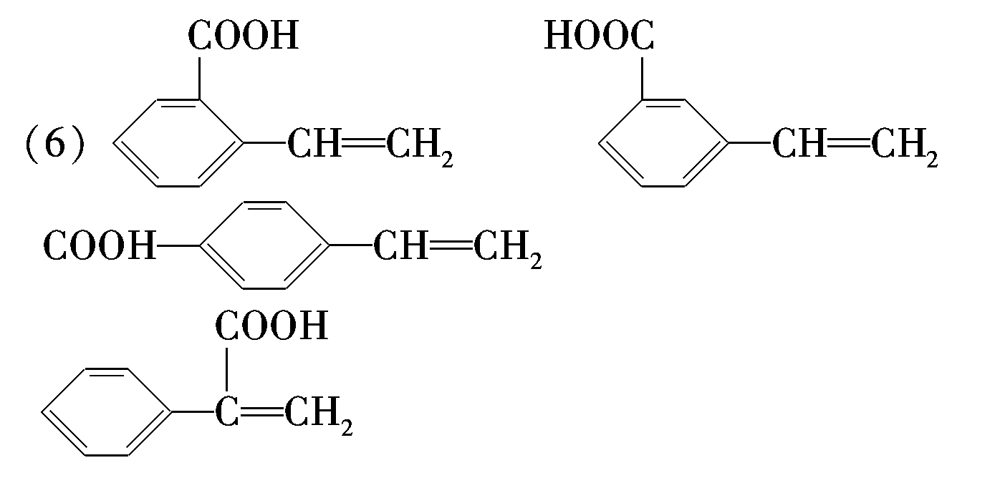 COOH HOOC
(6) CH=CH₂ CH=CH₂
COOH CH=CH₂
COOH
C=CH₂